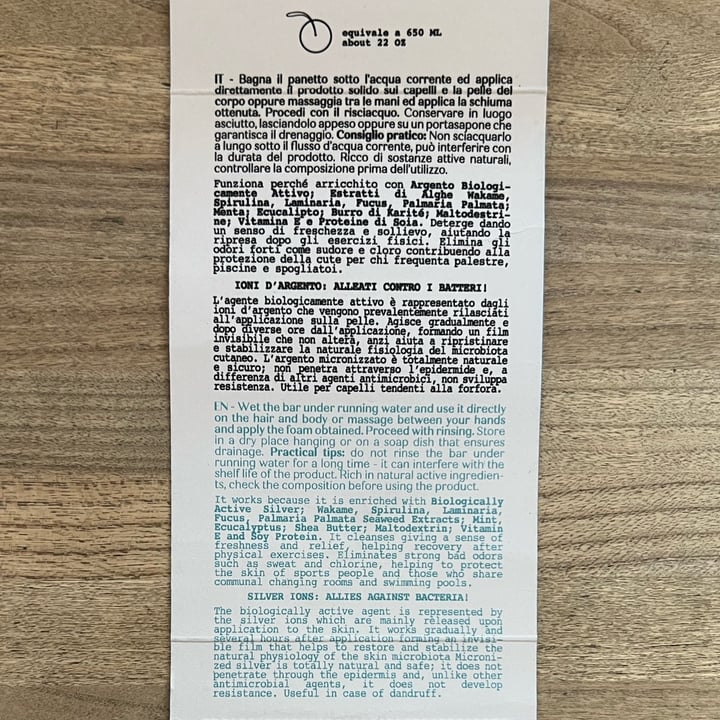 equivale a 650 ML
about 22 OZ
IT - Bagna il panetto sotto l'acqua corrente ed applica
direttamente il prodotto solido sui capelli e la pelle del
corpo oppure massaggia tra le mani ed applica la schiuma
ottenuta. Procedi con il risciacquo. Conservare in luogo
asciutto, lasciandolo appeso oppure su un portasapone che
garantisca il drenaggio. Consiglio pratico: Non sciacquarlo
a lungo sotto il flusso d'acqua corrente, può interferire con
la durata del prodotto. Ricco di sostanze attive naturali,
controllare la composizione prima dell'utilizzo.
Funziona perché arricchito con Argento Biologi-
camente Attivo; Estratti di Alghe Wakame,
Spirulina, Laminaria, Fucus, Palmaria Palmata;
Menta; Ecucalipto; Burro di Karité; Maltodestri-
ne; Vitamina E e Proteine di Soia. Deterge dando
un senso di freschezza e sollievo, aiutando la
ripresa dopo gli esercizi fisici. Elimina gli
odori forti come sudore e cloro contribuendo alla
protezione della cute per chi frequenta palestre,
piscine e spogliatoi.
IONI D'ARGENTO: ALLEATI CONTRO I BATTERI!
L'agente biologicamente attivo è rappresentato dagli
ioni d'argento che vengono prevalentemente rilasciati
all'applicazione sulla pelle. Agisce gradualmente e
dopo diverse ore dall'applicazione, formando un film
invisibile che non altera, anzi aiuta a ripristinare
e stabilizzare la naturale fisiologia del microbiota
cutaneo. L'argento micronizzato è totalmente naturale
e sicuro; non penetra attraverso l'epidermide e, a
differenza di altri agenti antimicrobici, non sviluppa
resistenza. Utile per capelli tendenti alla forfora.
EN - Wet the bar under running water and use it directly
on the hair and body or massage between your hands
and apply the foam obtained. Proceed with rinsing. Store
in a dry place hanging or on a soap dish that ensures
drainage. Practical tips: do not rinse the bar under
running water for a long time - it can interfere with the
shelf life of the product. Rich in natural active ingredien-
ts, check the composition before using the product.
It works because it is enriched with Biologically
Active Silver; Wakame, Spirulina, Laminaria,
Fucus, Palmaria Palmata Seaweed Extracts; Mint,
Ecucalyptus; Shea Butter; Maltodextrin; Vitamin
E and Soy Protein. It cleanses giving a sense of
freshness and relief, helping recovery after
physical exercises. Eliminates strong bad odors
such as sweat and chlorine, helping to protect
the skin of sports people and those who share
communal changing rooms and swimming pools.
SILVER IONS: ALLIES AGAINST BACTERIA!
The biologically active agent is represented by
the silver ions which are mainly released upon
application to the skin. It works gradually and
several hours after application forming an invisi-
ble film that helps to restore and stabilize the
natural physiology of the skin microbiota Microni-
zed silver is totally natural and safe; it does not
penetrate through the epidermis and, unlike other
antimicrobial agents, it does not develop
resistance. Useful in case of dandruff.